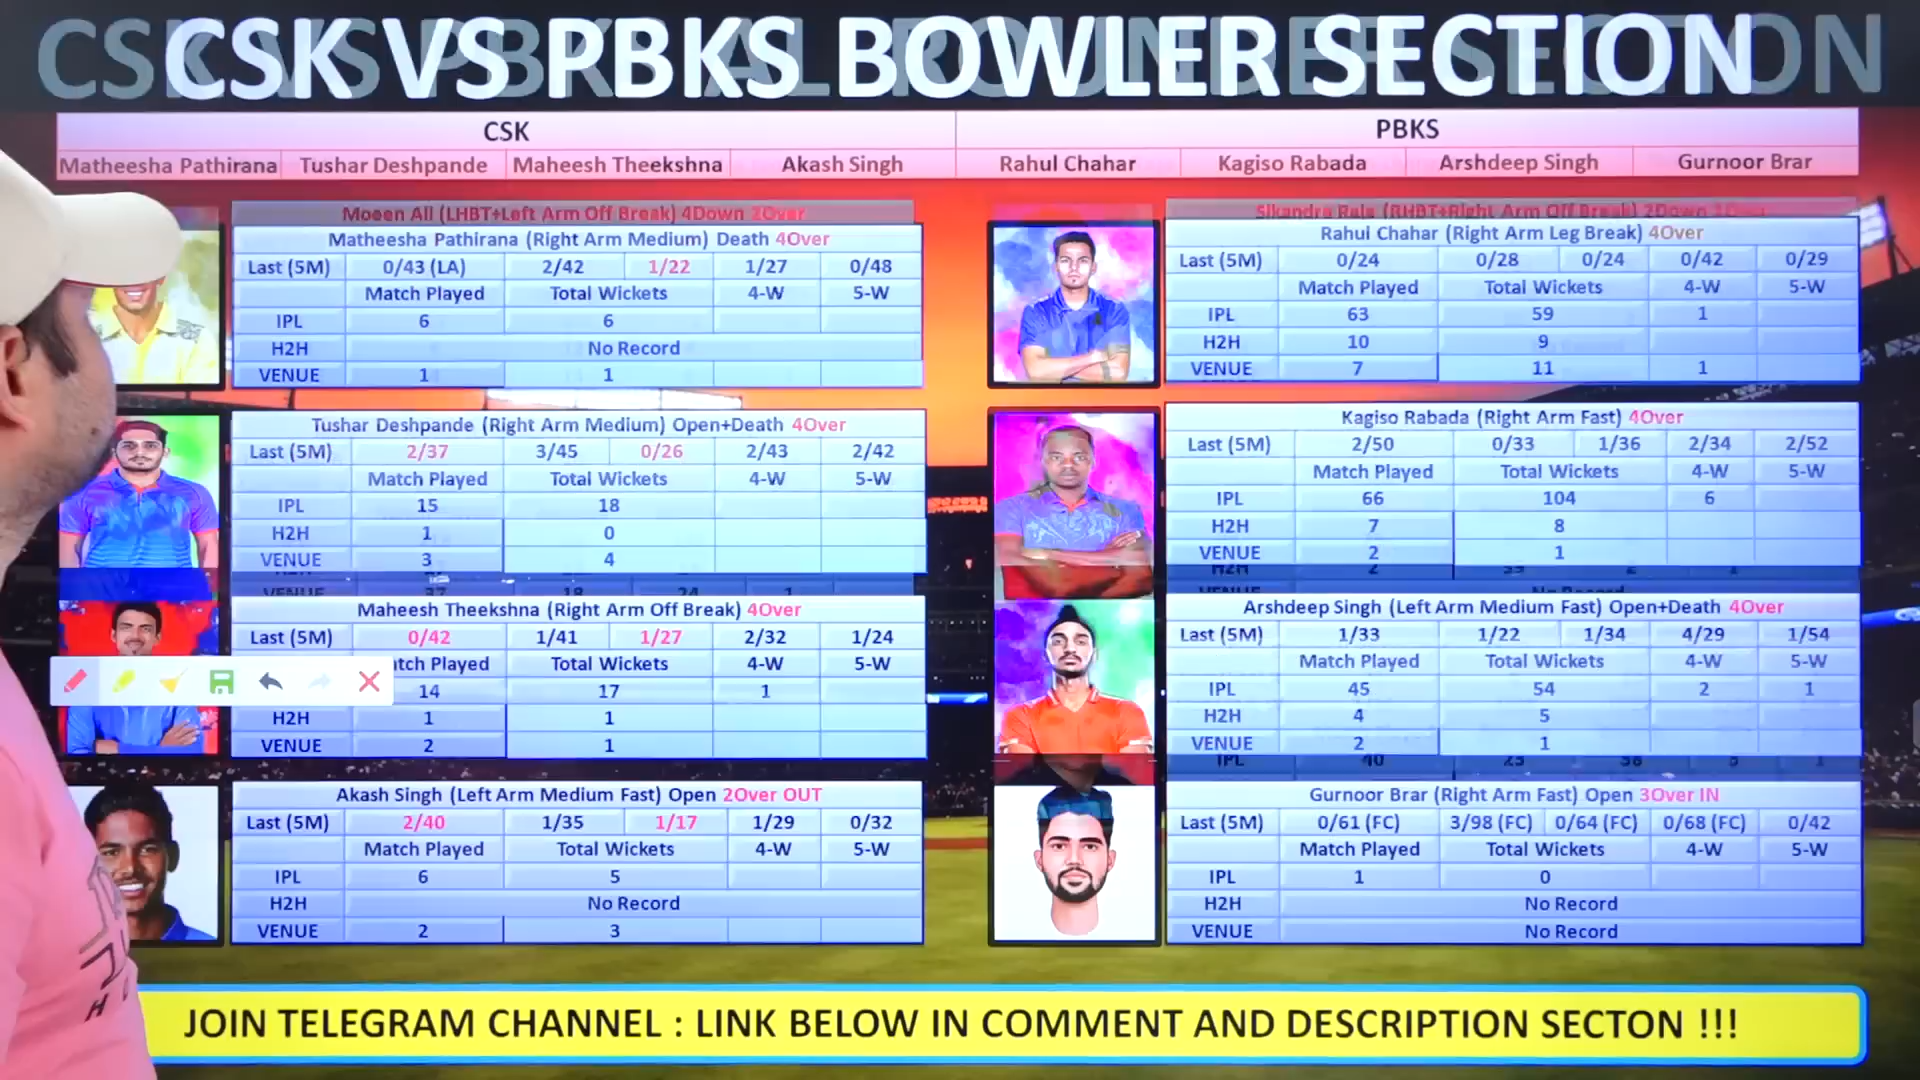 CSK VS PBKS BOWLER SECTION
CSK
PBKS
Matheesha Pathirana Tushar Deshpande Maheesh Theekshna Akash Singh
Rahul Chahar Kagiso Rabada Arshdeep Singh Gurnoor Brar
Moeen Ali (LHBT+Left Arm Off Break) 4Down 2Over
Matheesha Pathirana (Right Arm Medium) Death 4Over
Last (5M) 0/43 (LA) 2/42 1/22 1/27 0/48
Match Played Total Wickets 4-W 5-W
IPL 6 6
H2H No Record
VENUE 1 1
Tushar Deshpande (Right Arm Medium) Open+Death 4Over
Last (5M) 2/37 3/45 0/26 2/43 2/42
Match Played Total Wickets 4-W 5-W
IPL 15 18
H2H 1 0
VENUE 3 4
VENUE 37 18 24 1
Maheesh Theekshna (Right Arm Off Break) 4Over
Last (5M) 0/42 1/41 1/27 2/32 1/24
Played Total Wickets 4-W 5-W
14 17 1
H2H 1 1
VENUE 2 1
Akash Singh (Left Arm Medium Fast) Open 2Over OUT
Last (5M) 2/40 1/35 1/17 1/29 0/32
Match Played Total Wickets 4-W 5-W
IPL 6 5
H2H No Record
VENUE 2 3
Sikandra Raja (RHBT+Right Arm Off Break) 2Down
Rahul Chahar (Right Arm Leg Break) 4Over
Last (5M) 0/24 0/28 0/24 0/42 0/29
Match Played Total Wickets 4-W 5-W
IPL 63 59 1
H2H 10 9
VENUE 7 11 1
Kagiso Rabada (Right Arm Fast) 4Over
Last (5M) 2/50 0/33 1/36 2/34 2/52
Match Played Total Wickets 4-W 5-W
IPL 66 104 6
H2H 7 8
VENUE 2 1
Arshdeep Singh (Left Arm Medium Fast) Open+Death 4Over
Last (5M) 1/33 1/22 1/34 4/29 1/54
Match Played Total Wickets 4-W 5-W
IPL 45 54 2 1
H2H 4 5
VENUE 2 1
Gurnoor Brar (Right Arm Fast) Open 3Over IN
Last (5M) 0/61 (FC) 3/98 (FC) 0/64 (FC) 0/68 (FC) 0/42
Match Played Total Wickets 4-W 5-W
IPL 1 0
H2H No Record
VENUE No Record
JOIN TELEGRAM CHANNEL : LINK BELOW IN COMMENT AND DESCRIPTION SECTON !!!